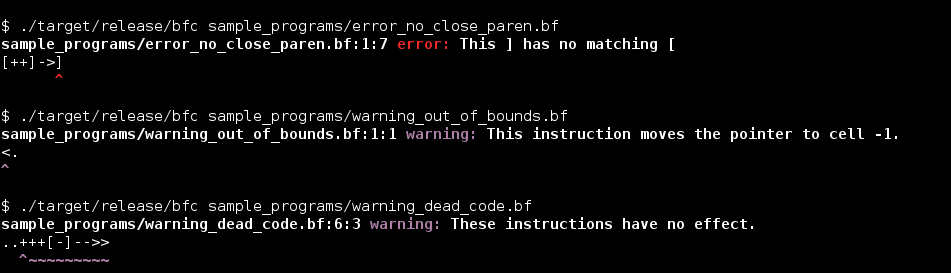 $ ./target/release/bfc sample_programs/error_no_close_paren.bf
sample_programs/error_no_close_paren.bf:1:7 error: This ] has no matching [
[++]->]
      ^
$ ./target/release/bfc sample_programs/warning_out_of_bounds.bf
sample_programs/warning_out_of_bounds.bf:1:1 warning: This instruction moves the pointer to cell -1.
<.
^
$ ./target/release/bfc sample_programs/warning_dead_code.bf
sample_programs/warning_dead_code.bf:6:3 warning: These instructions have no effect.
..+++[-]-->>
  ^~~~~~~~~~